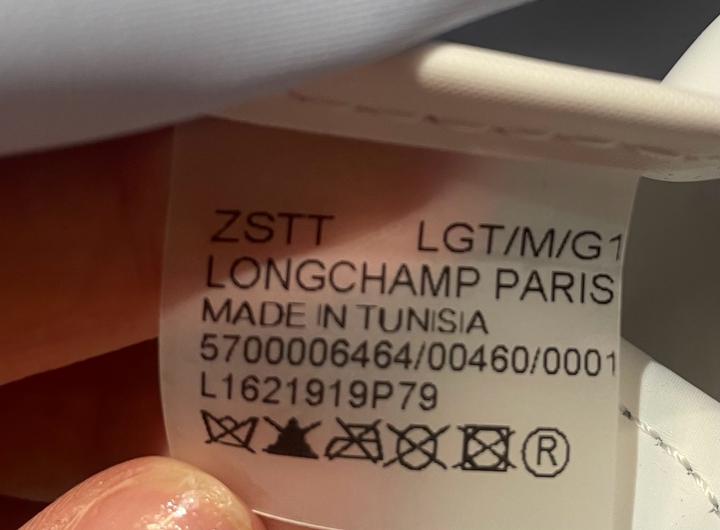 ZSTT LGT/M/G1
LONGCHAMP PARIS
MADE IN TUNISIA
5700006464/00460/0001
L1621919P79
®